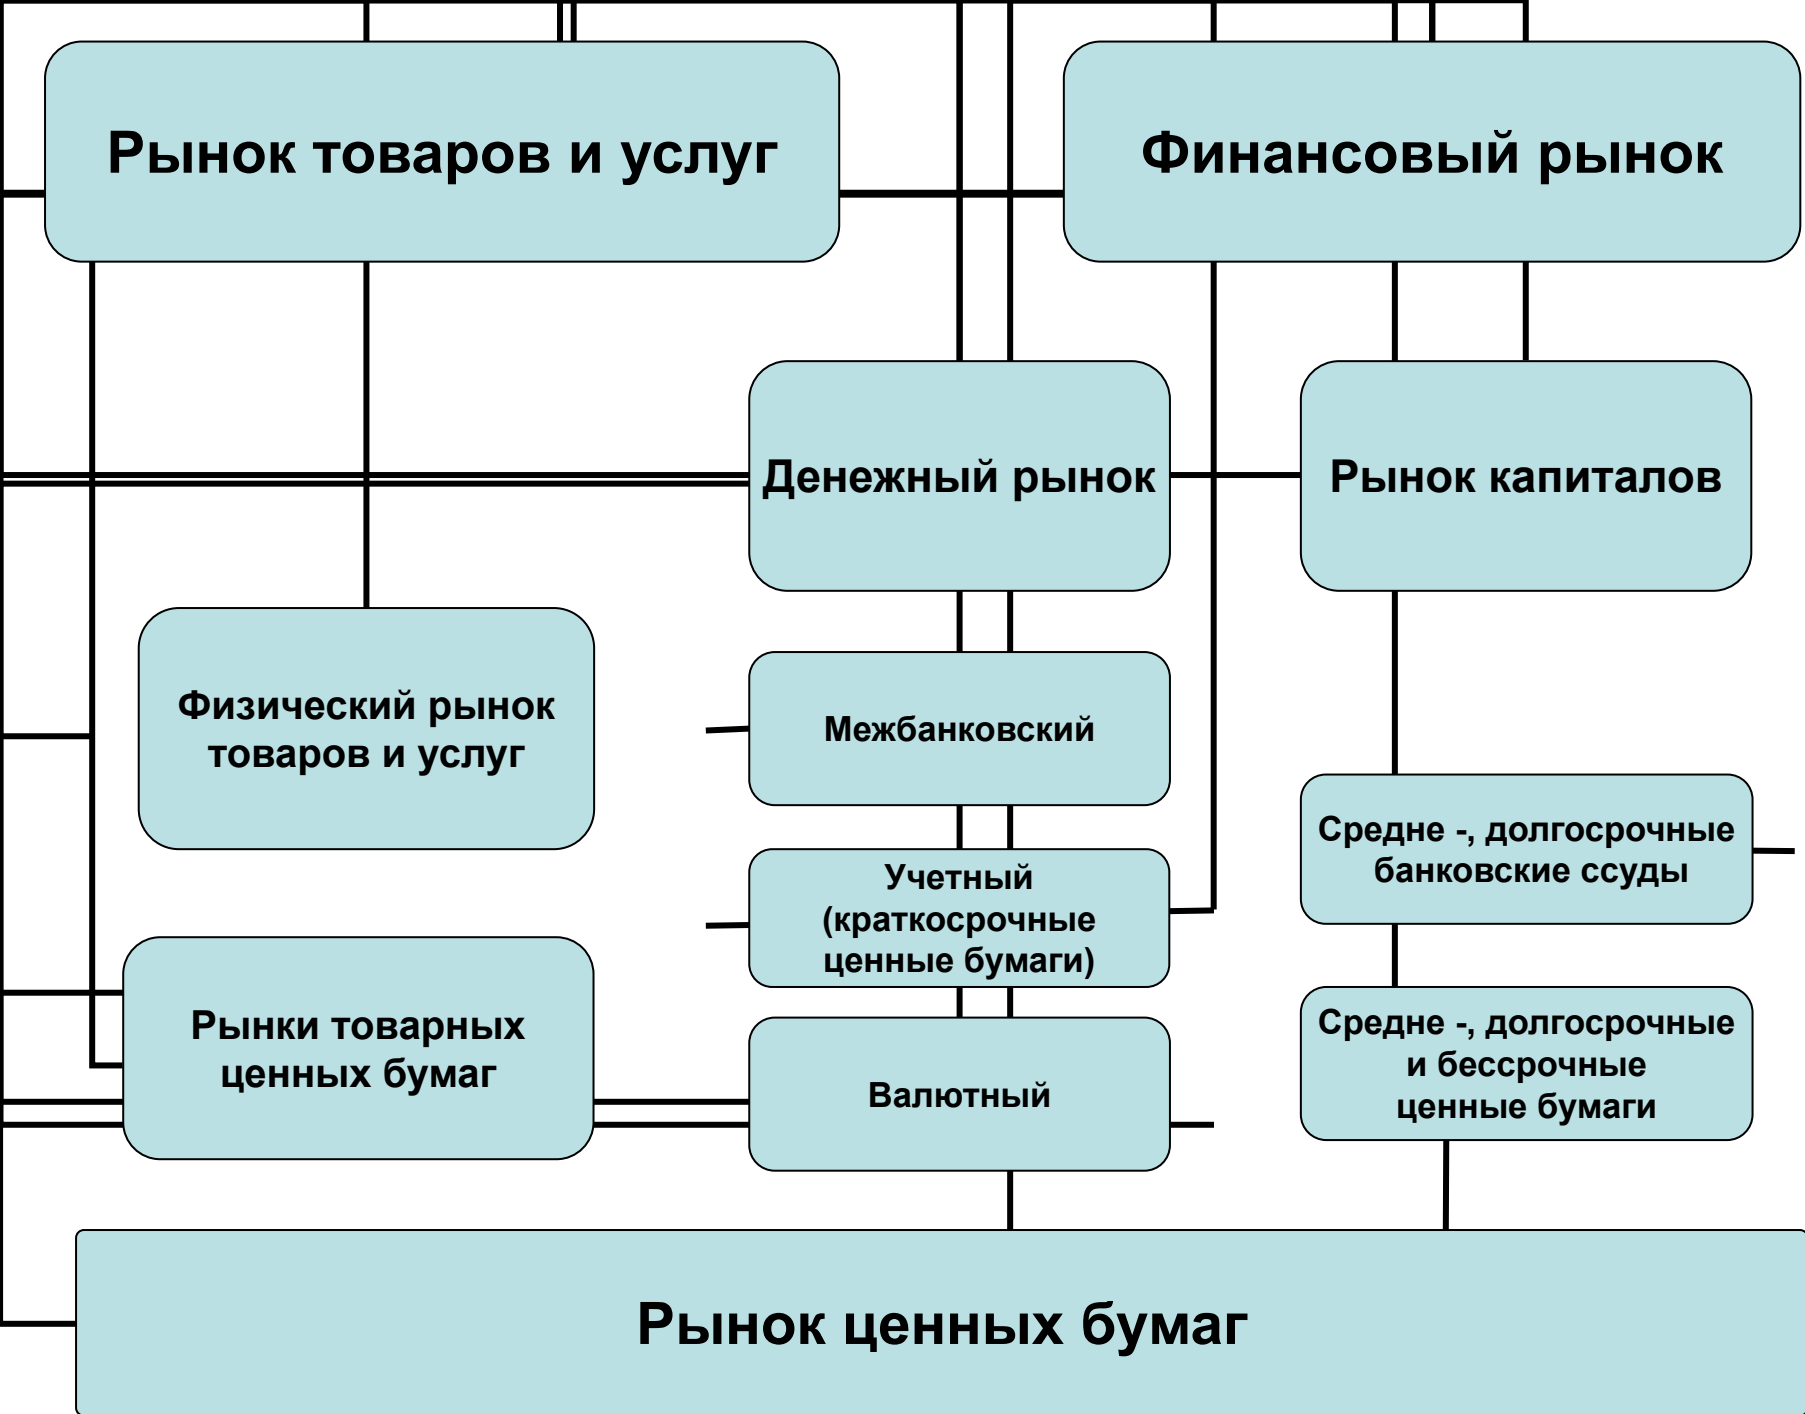 Рынок товаров и услуг
Финансовый рынок
Денежный рынок
Рынок капиталов
Физический рынок
товаров и услуг
Межбанковский
Средне -, долгосрочные
банковские ссуды
Учетный
(краткосрочные
ценные бумаги)
Рынки товарных
ценных бумаг
Валютный
Средне -, долгосрочные
и бессрочные
ценные бумаги
Рынок ценных бумаг